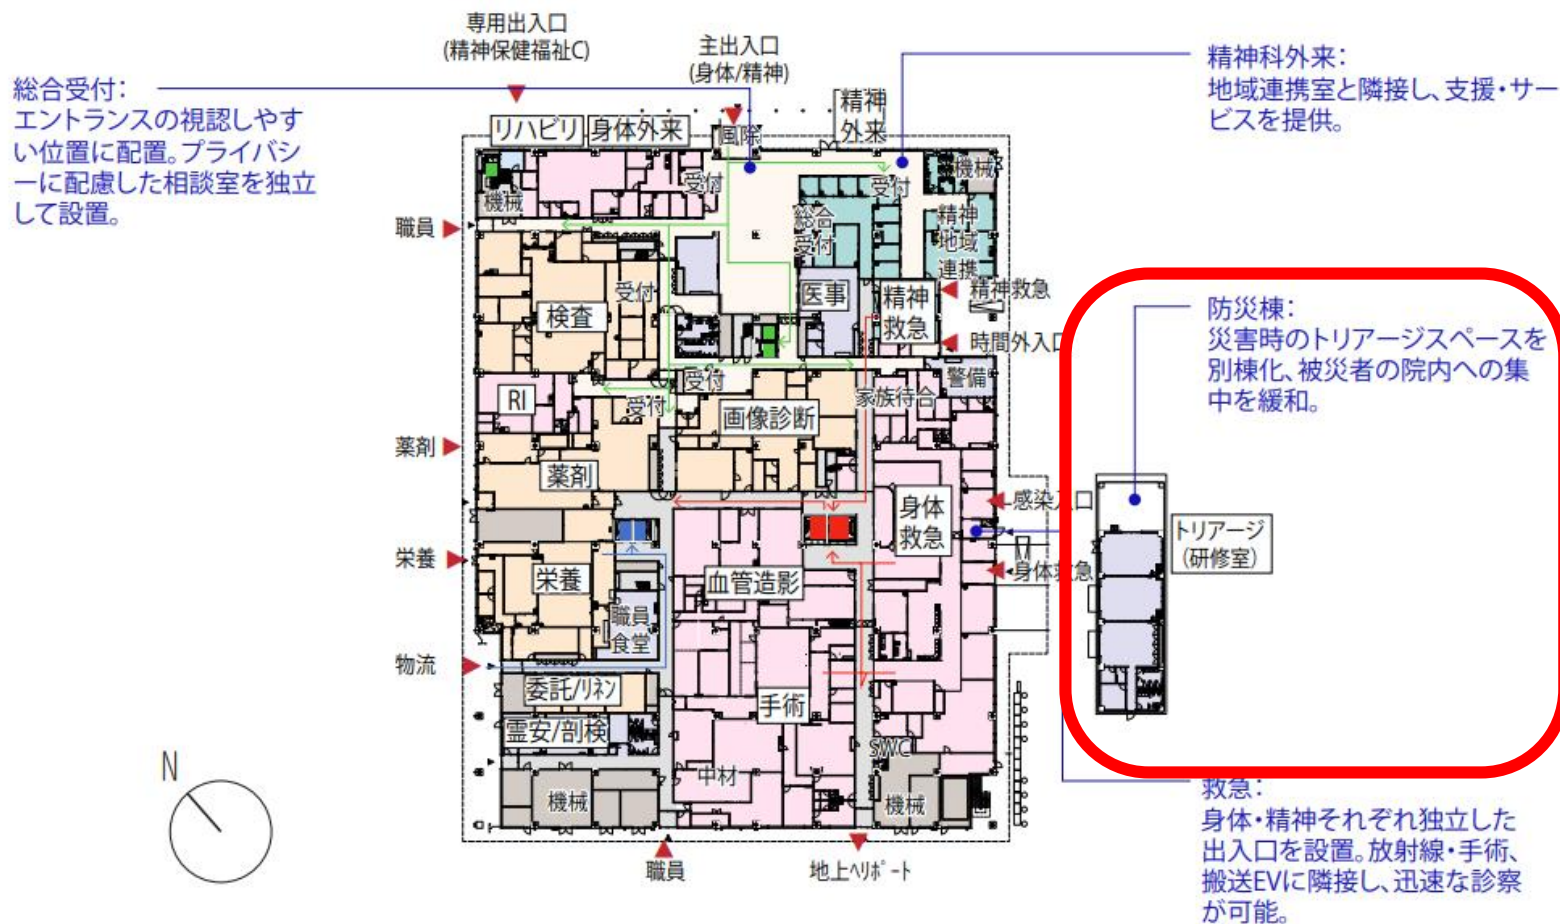 専用出入口
(精神保健福祉C)
主出入口
(身体/精神)
総合受付：
エントランスの視認しやす
い位置に配置。プライバシ
ーに配慮した相談室を独立
して設置。
精神科外来：
地域連携室と隣接し、支援・サー
ビスを提供。
リハビリ
身体外来
風除
精神
外来
受付
受付
機械
機械
職員
総合
受付
精神
地域
連携
受付
検査
医事
精神
救急
精神救急
時間外入口
防災棟：
災害時のトリアージスペースを
別棟化、被災者の院内への集
中を緩和。
警備
受付
RI
受付
画像診断
家族待合
薬剤
薬剤
身体
救急
感染入口
トリアージ
(研修室)
栄養
栄養
血管造影
身体救急
職員
食堂
物流
委託/リネン
手術
霊安/剖検
SWC
N
中材
機械
機械
職員
地上ヘリポート
救急：
身体・精神それぞれ独立した
出入口を設置。放射線・手術、
搬送EVに隣接し、迅速な診察
が可能。